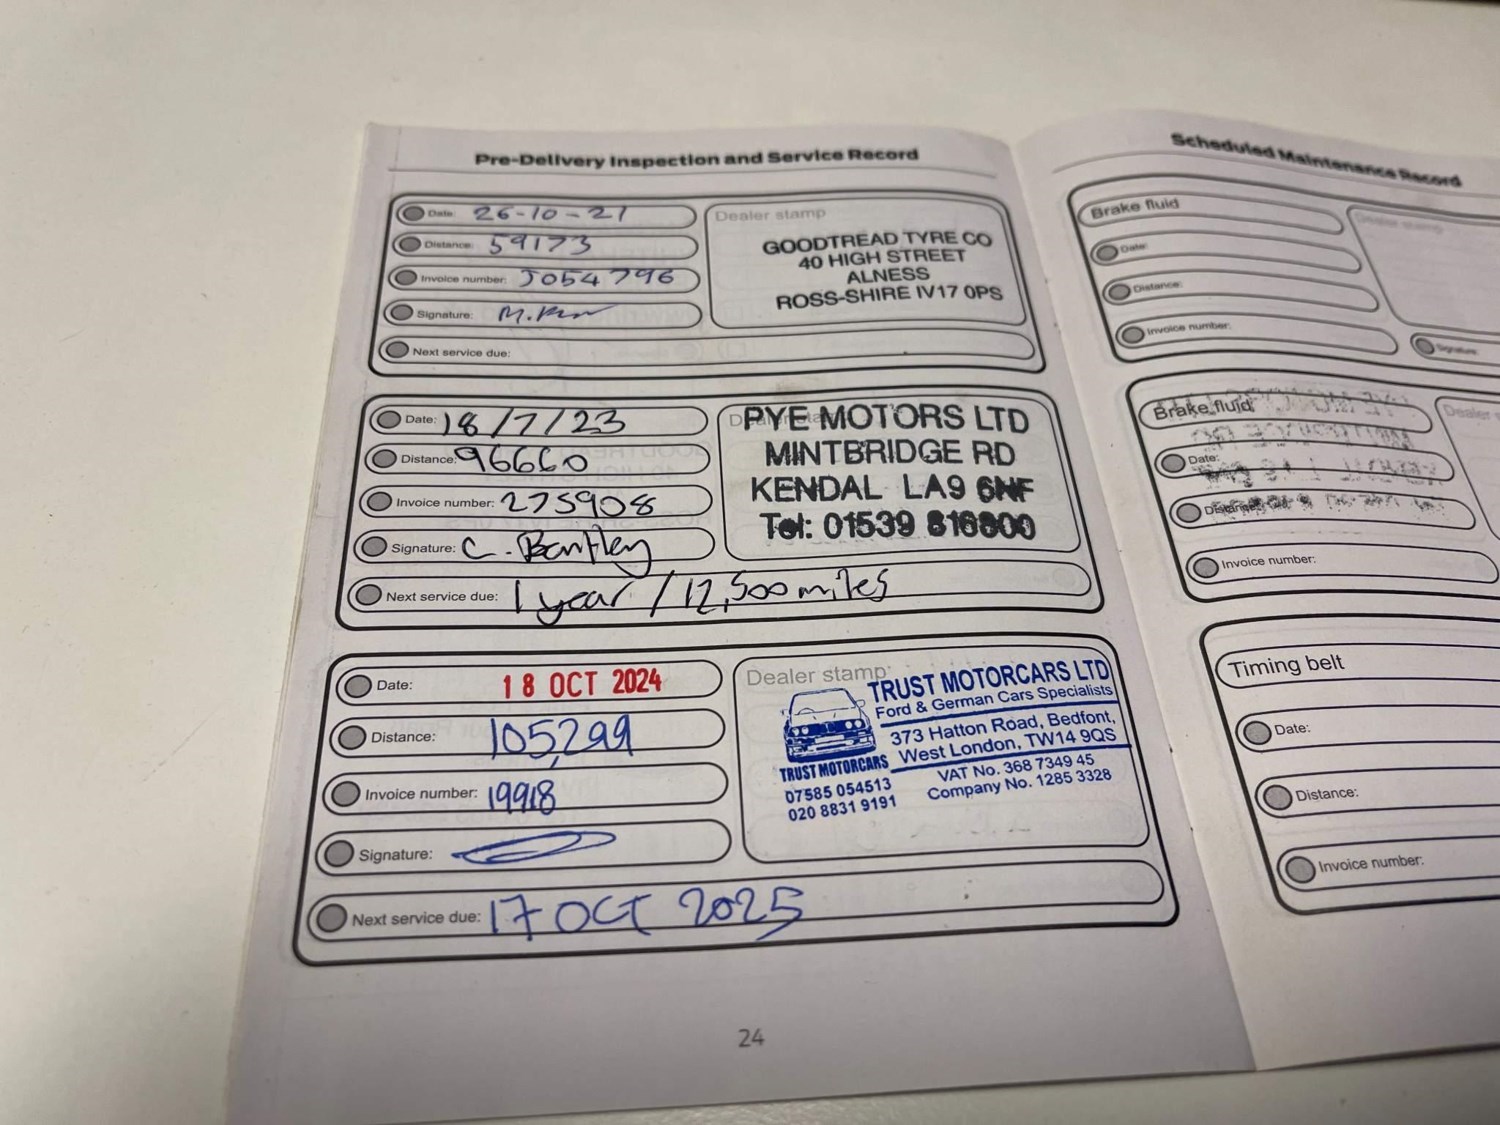 Pre-Delivery Inspection and Service Record
Date: 26-10-21
Distance: 59173
Invoice number: J054796
Signature:
Next service due:
Dealer stamp
GOODTREAD TYRE CO
40 HIGH STREET
ALNESS
ROSS-SHIRE IV17 0PS
Date: 18/7/23
Distance: 96660
Invoice number: 275908
Signature: C. Bantley
Next service due: 1 year / 12,500 miles
Dealer stamp
PYE MOTORS LTD
MINTBRIDGE RD
KENDAL LA9 6NF
Tel: 01539 816800
Date: 18 OCT 2024
Distance: 105,299
Invoice number: 19918
Signature:
Next service due: 17 OCT 2025
Dealer stamp:
TRUST MOTORCARS LTD
Ford & German Cars Specialists
373 Hatton Road, Bedfont,
West London, TW14 9QS
TRUST MOTORCARS
07585 054513
020 8831 9191
VAT No. 368 7349 45
Company No. 1285 3328
24
Scheduled Maintenance Record
Brake fluid
Date:
Distance:
Invoice number:
Signature:
Dealer stamp
Brake fluid
Date:
Distance:
Invoice number:
Dealer
Timing belt
Date:
Distance:
Invoice number: